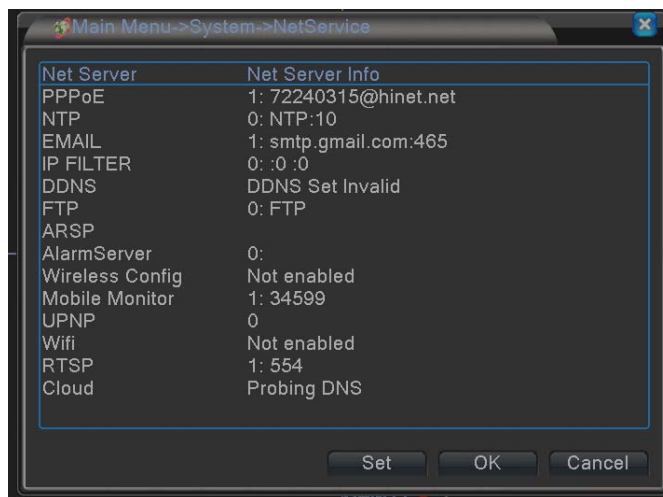 Main Menu->System->NetService
Net Server Net Server Info
PPPoE 1: 72240315@hinet.net
NTP 0: NTP:10
EMAIL 1: smtp.gmail.com:465
IP FILTER 0: :0 :0
DDNS DDNS Set Invalid
FTP 0: FTP
ARSP
AlarmServer 0:
Wireless Config Not enabled
Mobile Monitor 1: 34599
UPNP 0
Wifi Not enabled
RTSP 1: 554
Cloud Probing DNS
Set OK Cancel